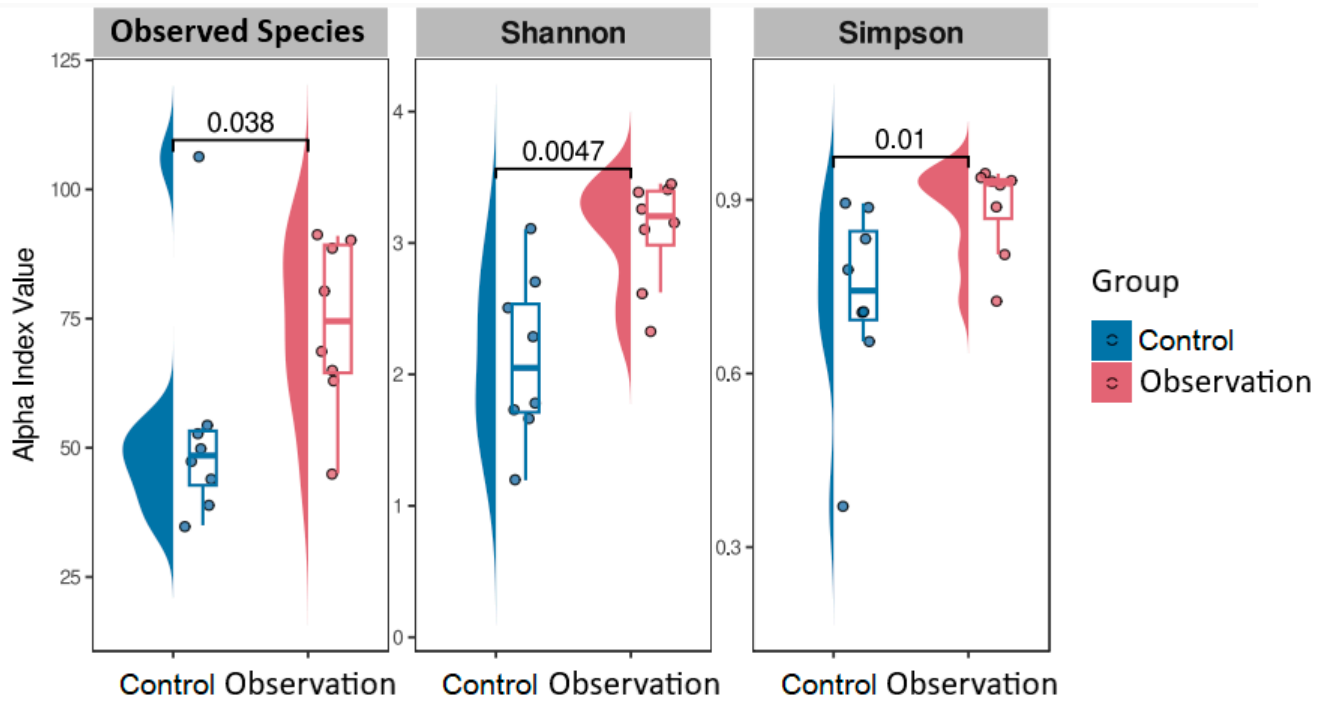 Observed Species
Shannon
Simpson
Alpha Index Value
125
100
75
50
25
0.038
Control Observation
4
3
2
1
0
0.0047
Control Observation
0.9
0.6
0.3
0.01
Control Observation
Group
Control
Observation